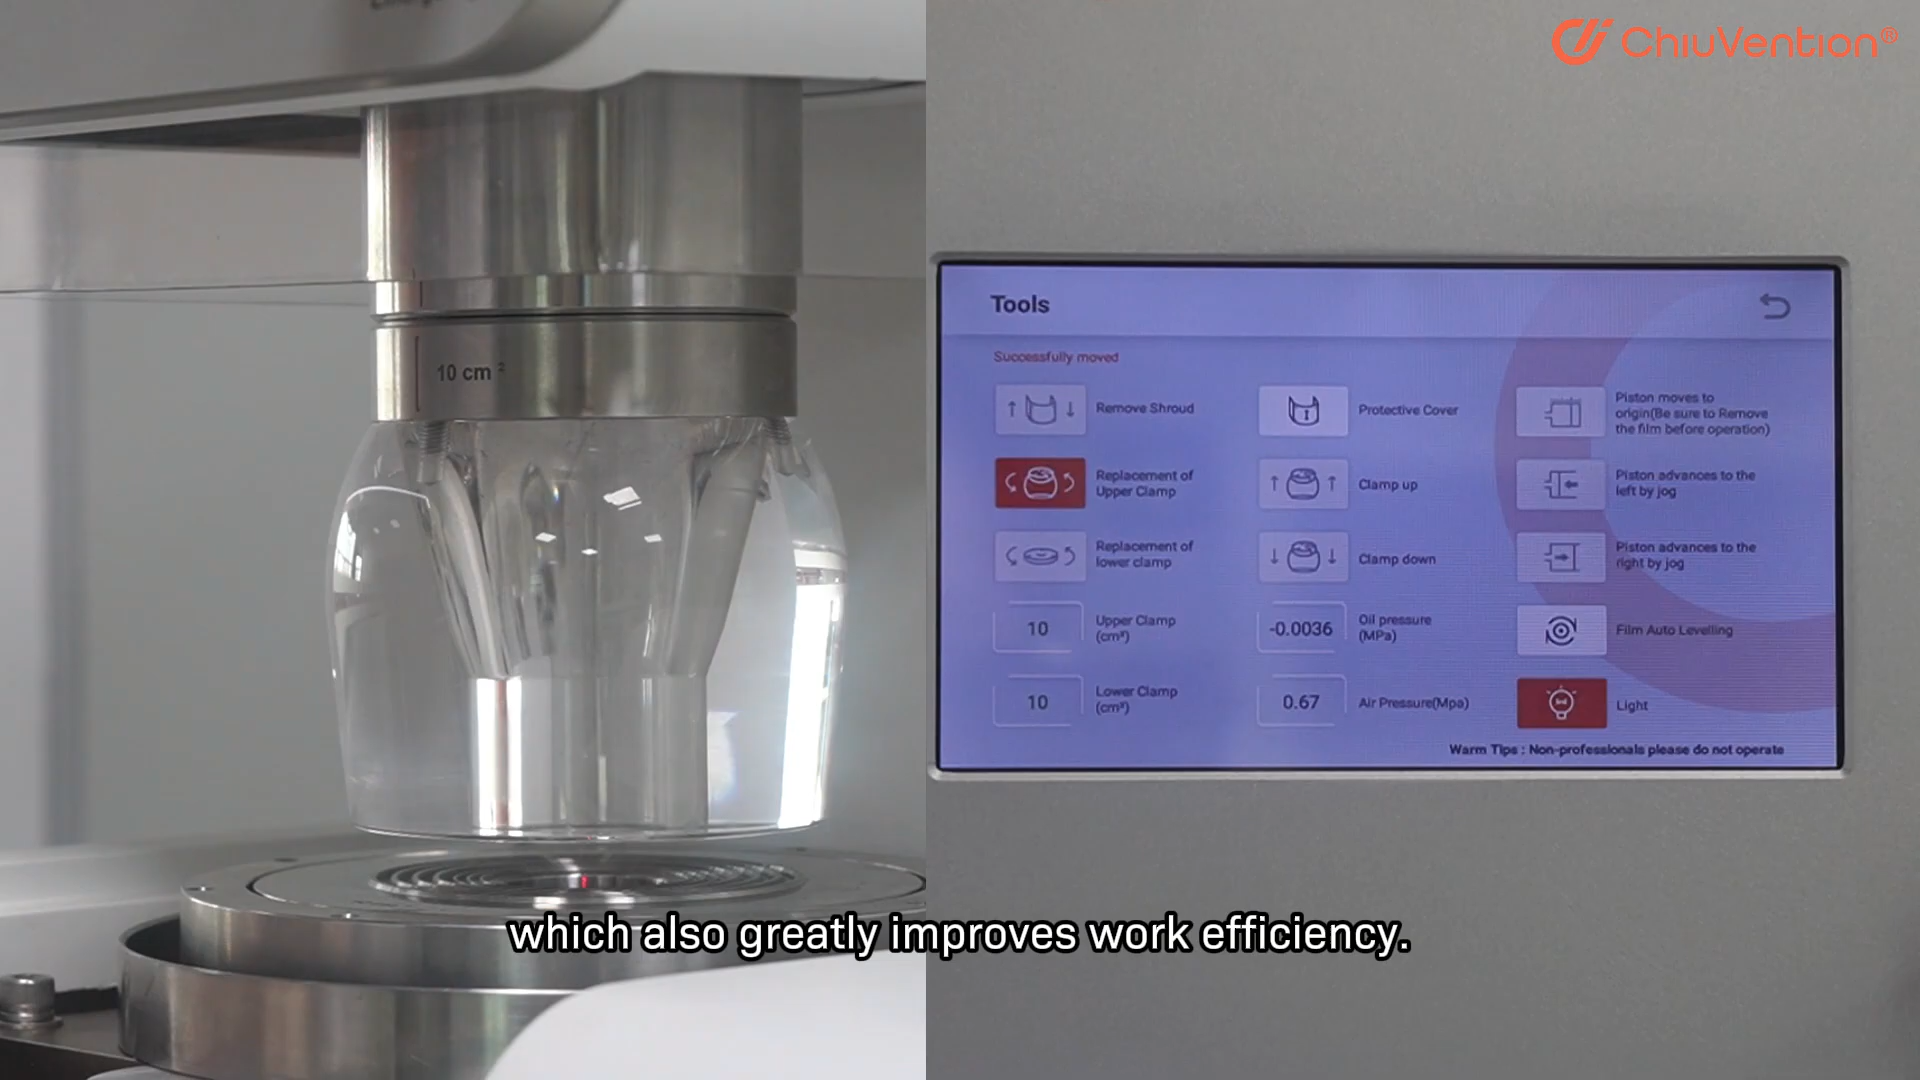 ChiuVention®
10 cm ²
Tools
Successfully moved
Remove Shroud
Protective Cover
Piston moves to
origin(Be sure to Remove
the film before operation)
Replacement of
Upper Clamp
Clamp up
Piston advances to the
left by jog
Replacement of
lower clamp
Clamp down
Piston advances to the
right by jog
10
Upper Clamp
(cm²)
-0.0036
Oil pressure
(MPa)
Film Auto Levelling
10
Lower Clamp
(cm²)
0.67
Air Pressure(Mpa)
Light
Warm Tips : Non-professionals please do not operate
which also greatly improves work efficiency.